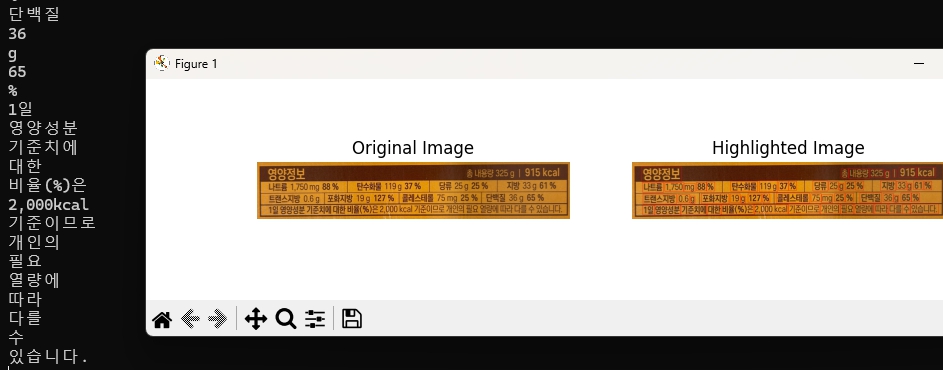 단백질
36
g
65
%
1일
영양성분
기준치에
대한
비율(%)은
2,000kcal
기준이므로
개인의
필요
열량에
따라
다를
수
있습니다.
Figure 1
Original Image
영양정보 총 내용량 325 g | 915 kcal
나트륨 1,750 mg 88 % 탄수화물 119 g 37 % 당류 25 g 25 % 지방 33 g 61 %
트랜스지방 0.6 g 포화지방 19 g 127 % 콜레스테롤 75 mg 25 % 단백질 36 g 65 %
1일 영양성분 기준치에 대한 비율(%)은 2,000 kcal 기준이므로 개인의 필요 열량에 따라 다를 수 있습니다.
Highlighted Image
영양정보 총 내용량 325 g | 915 kcal
나트륨 1,750 mg 88 % 탄수화물 119 g 37 % 당류 25 g 25 % 지방 33 g 61 %
트랜스지방 0.6 g 포화지방 19 g 127 % 콜레스테롤 75 mg 25 % 단백질 36 g 65 %
1일 영양성분 기준치에 대한 비율(%)은 2,000 kcal 기준이므로 개인의 필요 열량에 따라 다를 수 있습니다.